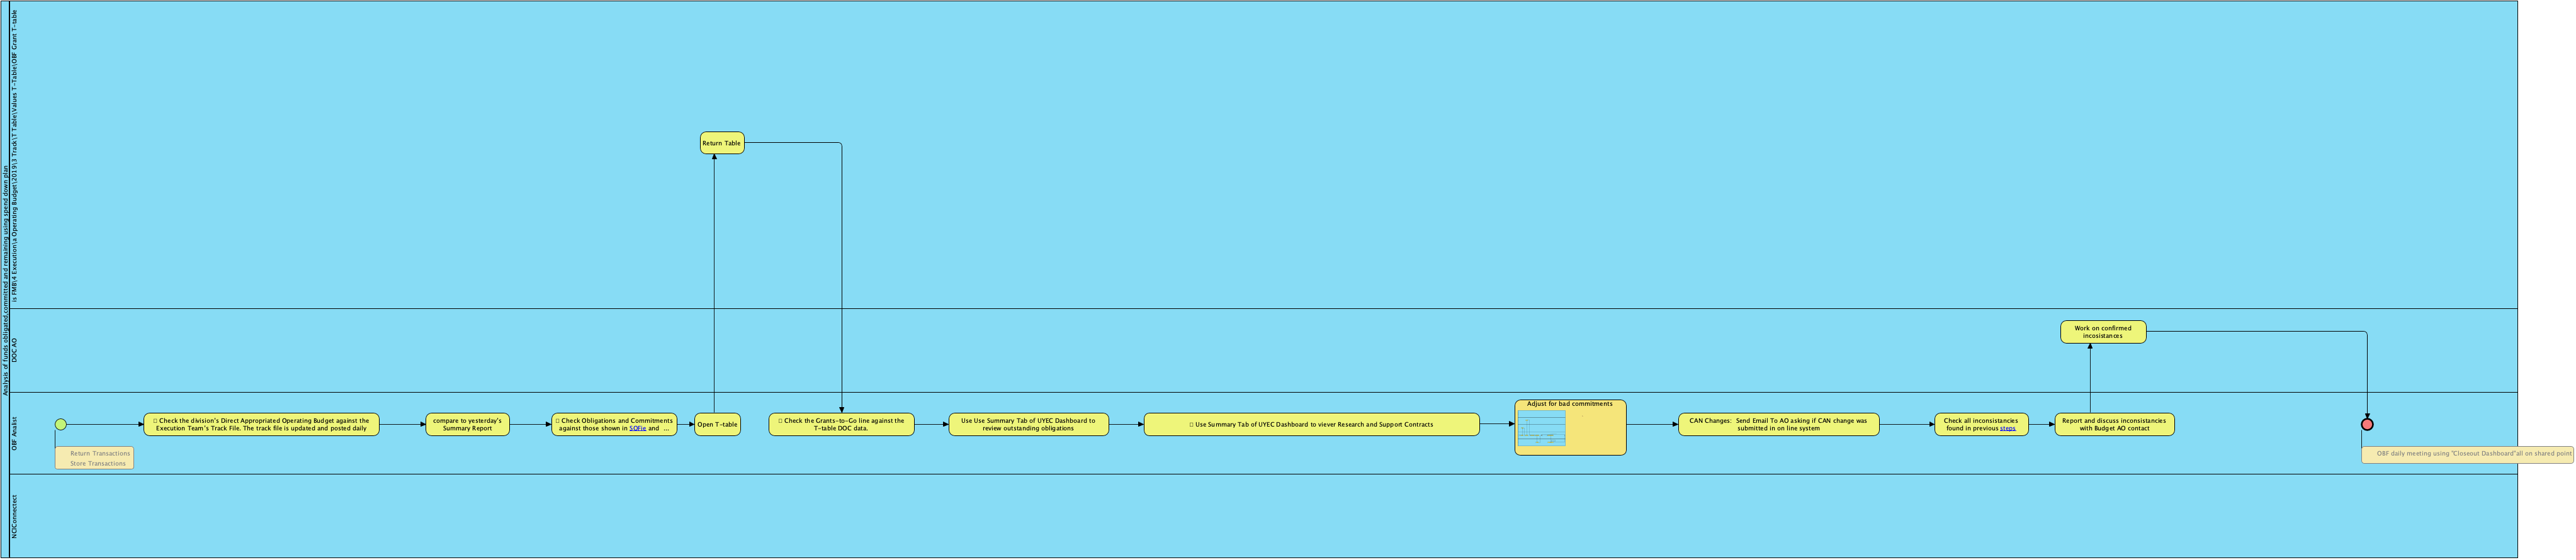 Analysis of funds obligated,committed and remaining using spend down plan
is FMB\4 Execution\a Operating Budget\2019\3 Track\T Table\Values T-Table\OBF Grant T-table
Return Table
DOC AO
Work on confirmed
incosistances
OBF Analist
Check the division's Direct Appropriated Operating Budget against the
Execution Team's Track File. The track file is updated and posted daily
compare to yesterday's
Summary Report
Check Obligations and Commitments
against those shown in SOFie and ...
Open T-table
Check the Grants-to-Go line against the
T-table DOC data.
Use Use Summary Tab of UYEC Dashboard to
review outstanding obligations
Use Summary Tab of UYEC Dashboard to viever Research and Support Contracts
Adjust for bad commitments
CAN Changes: Send Email To AO asking if CAN change was
submitted in on line system
Check all inconsistancies
found in previous steps
Report and discuss inconsistancies
with Budget AO contact
Return Transactions
Store Transactions
OBF daily meeting using "Closeout Dashboard"all on shared point
NCIConnect